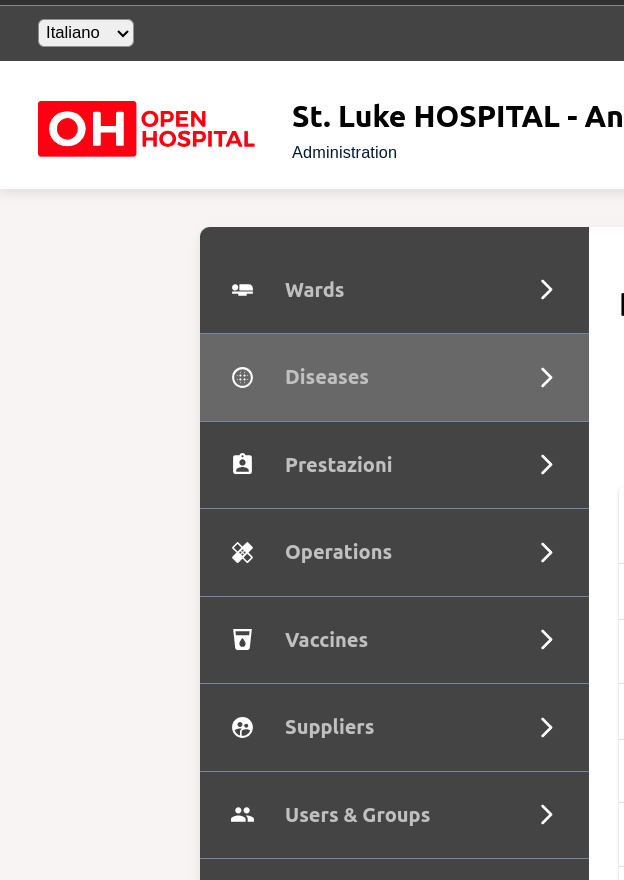 Italiano
OH OPEN
HOSPITAL
St. Luke HOSPITAL - An
Administration
Wards
Diseases
Prestazioni
Operations
Vaccines
Suppliers
Users & Groups